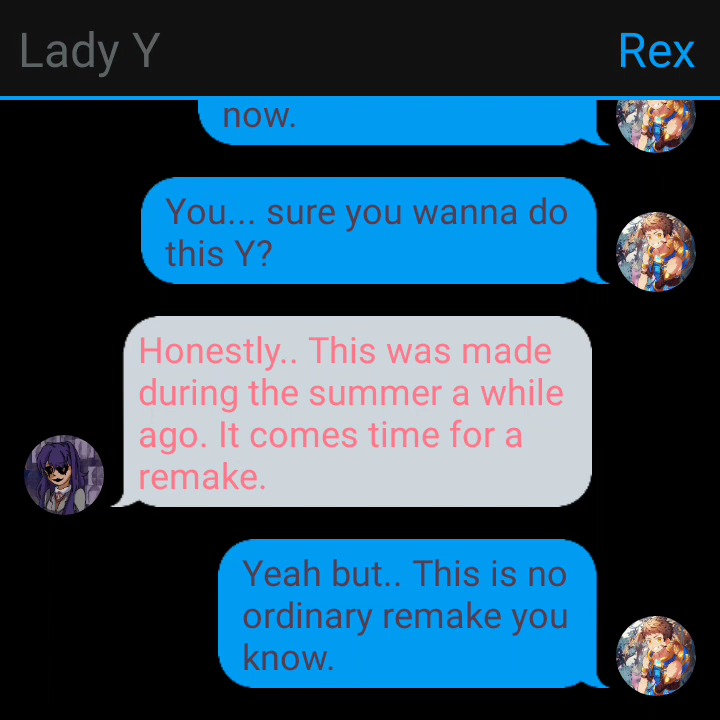 Lady Y
Rex
now.
You... sure you wanna do
this Y?
Honestly.. This was made
during the summer a while
ago. It comes time for a
remake.
Yeah but.. This is no
ordinary remake you
know.